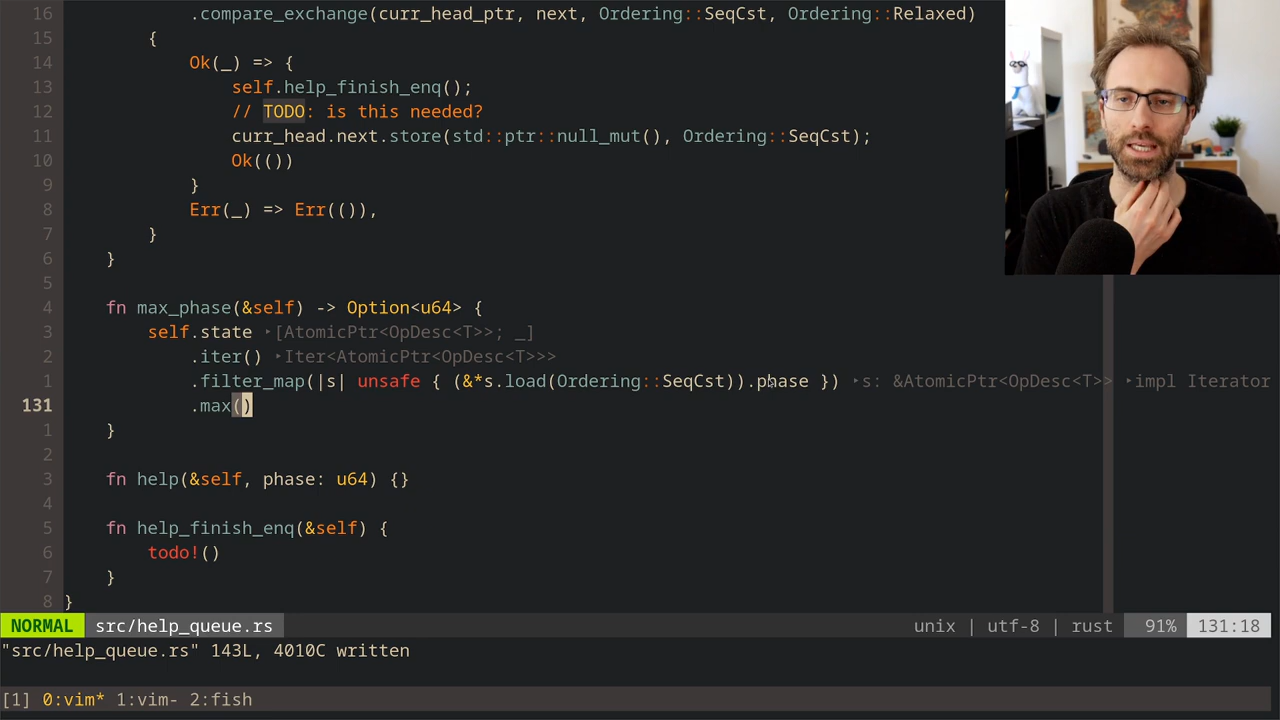 16 .compare_exchange(curr_head_ptr, next, Ordering::SeqCst, Ordering::Relaxed)
15 {
14 Ok(_) => {
13 self.help_finish_enq();
12 // TODO: is this needed?
11 curr_head.next.store(std::ptr::null_mut(), Ordering::SeqCst);
10 Ok(())
9 }
8 Err(_) => Err(()),
7 }
6 }
5
4 fn max_phase(&self) -> Option<u64> {
3 self.state ‣[AtomicPtr<OpDesc<T>>; _]
2 .iter() ‣Iter<AtomicPtr<OpDesc<T>>>
1 .filter_map(|s| unsafe { (&*s.load(Ordering::SeqCst)).phase }) ‣s: &AtomicPtr<OpDesc<T>> ‣impl Iterator
131 .max()
1 }
2
3 fn help(&self, phase: u64) {}
4
5 fn help_finish_enq(&self) {
6 todo!()
7 }
8 }
NORMAL src/help_queue.rs unix | utf-8 | rust 91% 131:18
"src/help_queue.rs" 143L, 4010C written
[1] 0:vim* 1:vim- 2:fish